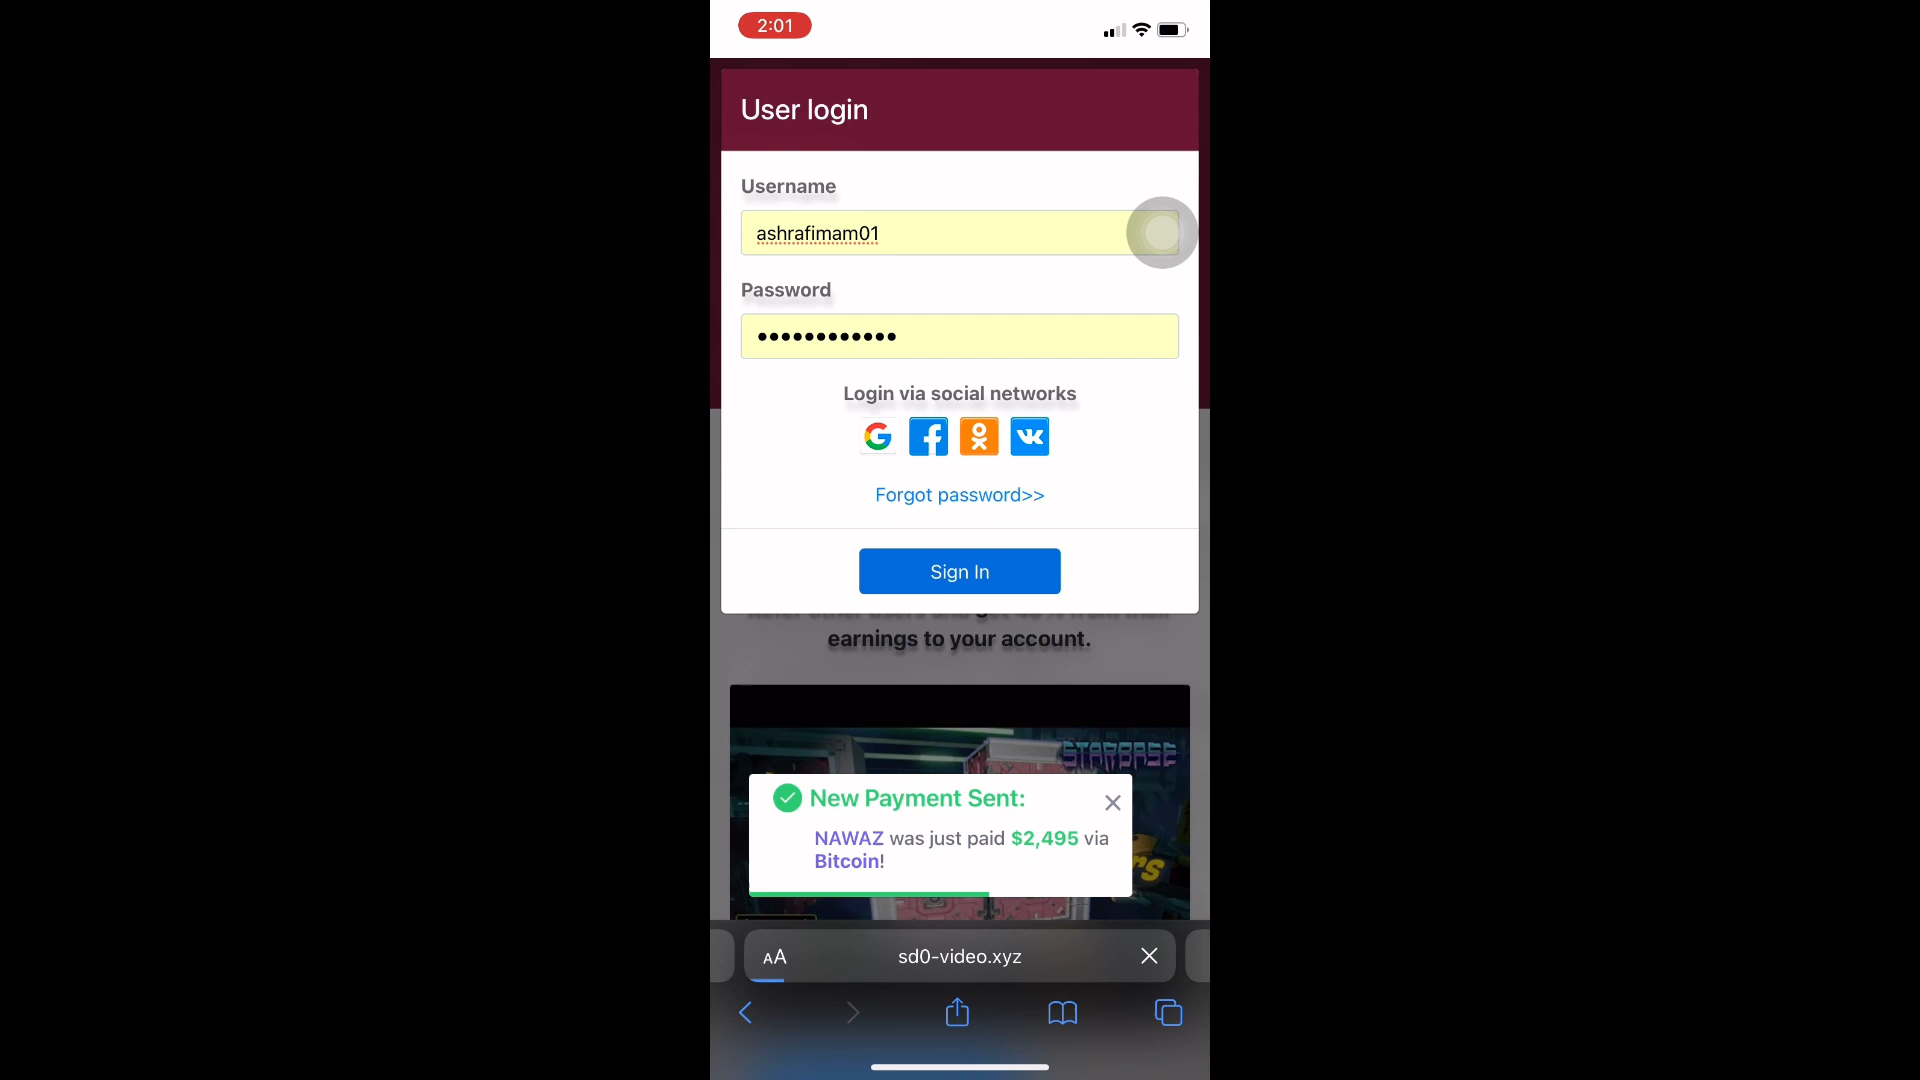 2:01
User login
Username
ashrafimam01
Password
Login via social networks
Forgot password>>
Sign In
earnings to your account.
STARBASE
New Payment Sent:
NAWAZ was just paid $2,495 via
Bitcoin!
AA
sd0-video.xyz